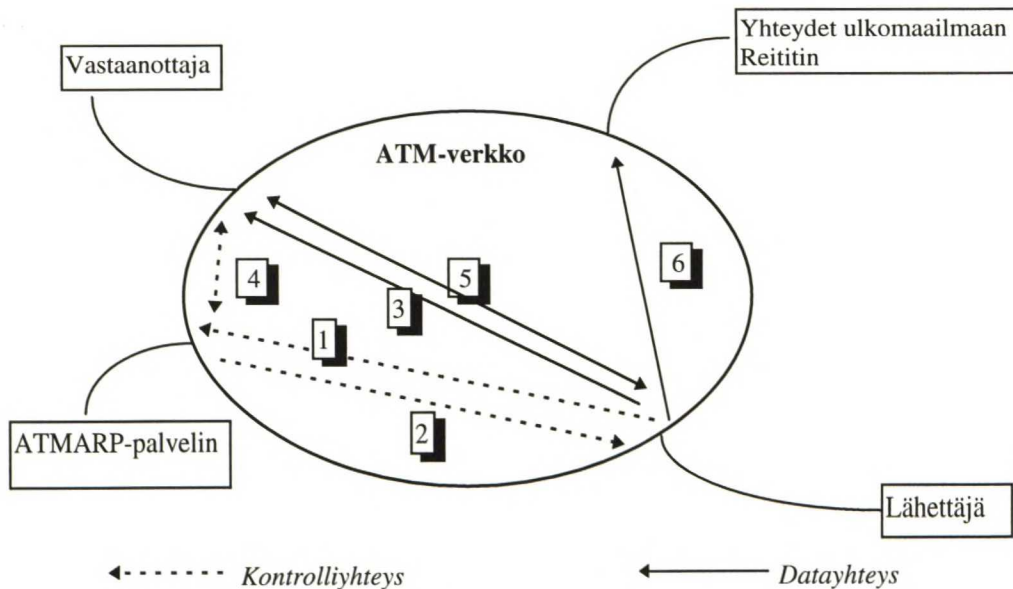 Yhteydet ulkomaailmaan
Reititin
Vastaanottaja
ATM-verkko
6
4
5
3
1
2
ATMARP-palvelin
Lähettäjä
Kontrolliyhteys
Datayhteys